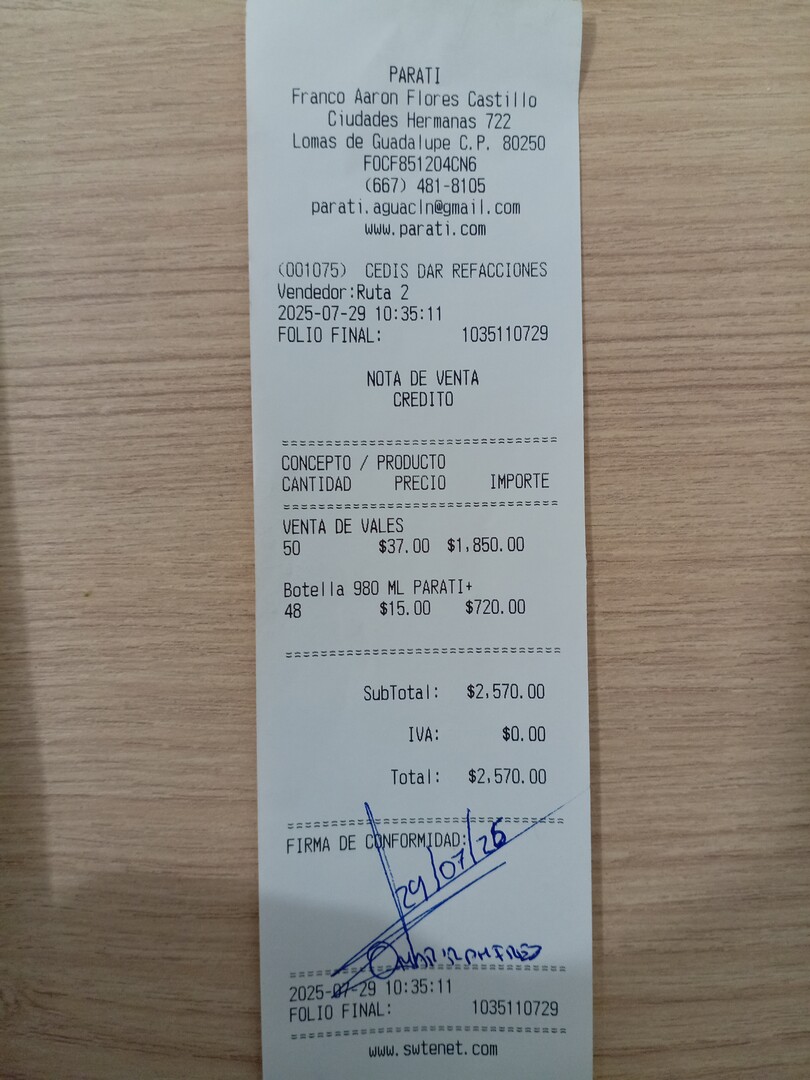 PARATI
Franco Aaron Flores Castillo
Ciudades Hermanas 722
Lomas de Guadalupe C.P. 80250
FOCF851204CN6
(667) 481-8105
parati.aguacln@gmail.com
www.parati.com
(001075) CEDIS DAR REFACCIONES
Vendedor:Ruta 2
2025-07-29 10:35:11
FOLIO FINAL: 1035110729
NOTA DE VENTA
CREDITO
CONCEPTO / PRODUCTO
CANTIDAD PRECIO IMPORTE
VENTA DE VALES
50 $37.00 $1,850.00
Botella 980 ML PARATI+
48 $15.00 $720.00
SubTotal: $2,570.00
IVA: $0.00
Total: $2,570.00
FIRMA DE CONFORMIDAD:
2025-07-29 10:35:11
FOLIO FINAL: 1035110729
www.swtenet.com